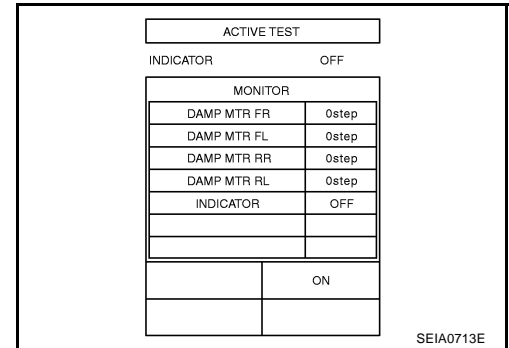 ACTIVE TEST
INDICATOR OFF
MONITOR
DAMP MTR FR 0step
DAMP MTR FL 0step
DAMP MTR RR 0step
DAMP MTR RL 0step
INDICATOR OFF
ON
SEIA0713E